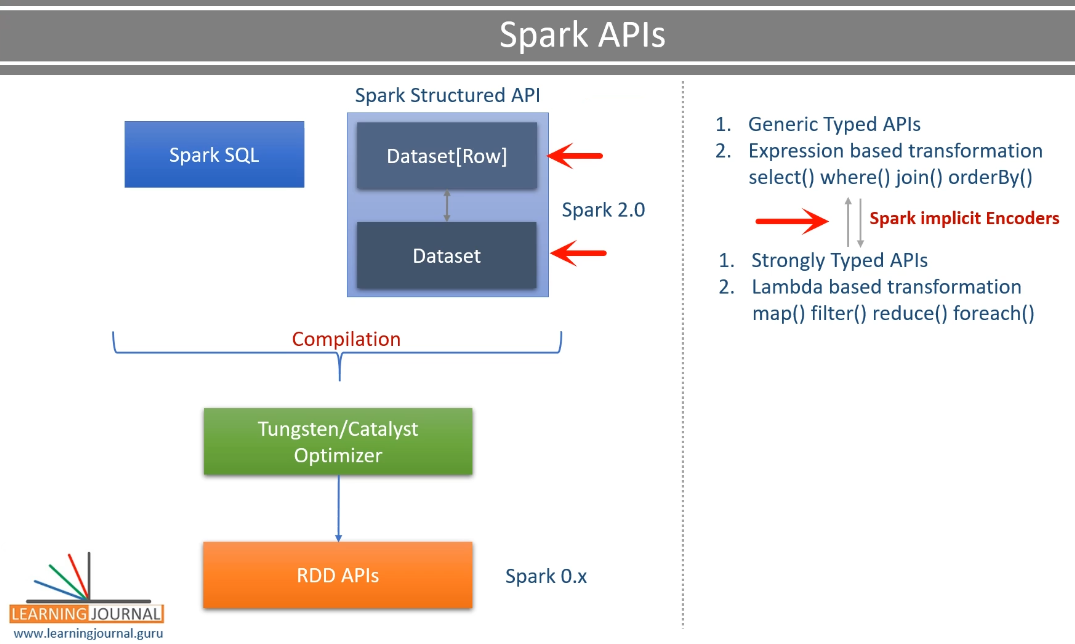 Spark APIs
Spark Structured API
Spark SQL
Dataset[Row]
Spark 2.0
Dataset
Compilation
Tungsten/Catalyst
Optimizer
RDD APIs
Spark 0.x
1. Generic Typed APIs
2. Expression based transformation
select() where() join() orderBy()
Spark implicit Encoders
1. Strongly Typed APIs
2. Lambda based transformation
map() filter() reduce() foreach()
LEARNING JOURNAL
www.learningjournal.guru